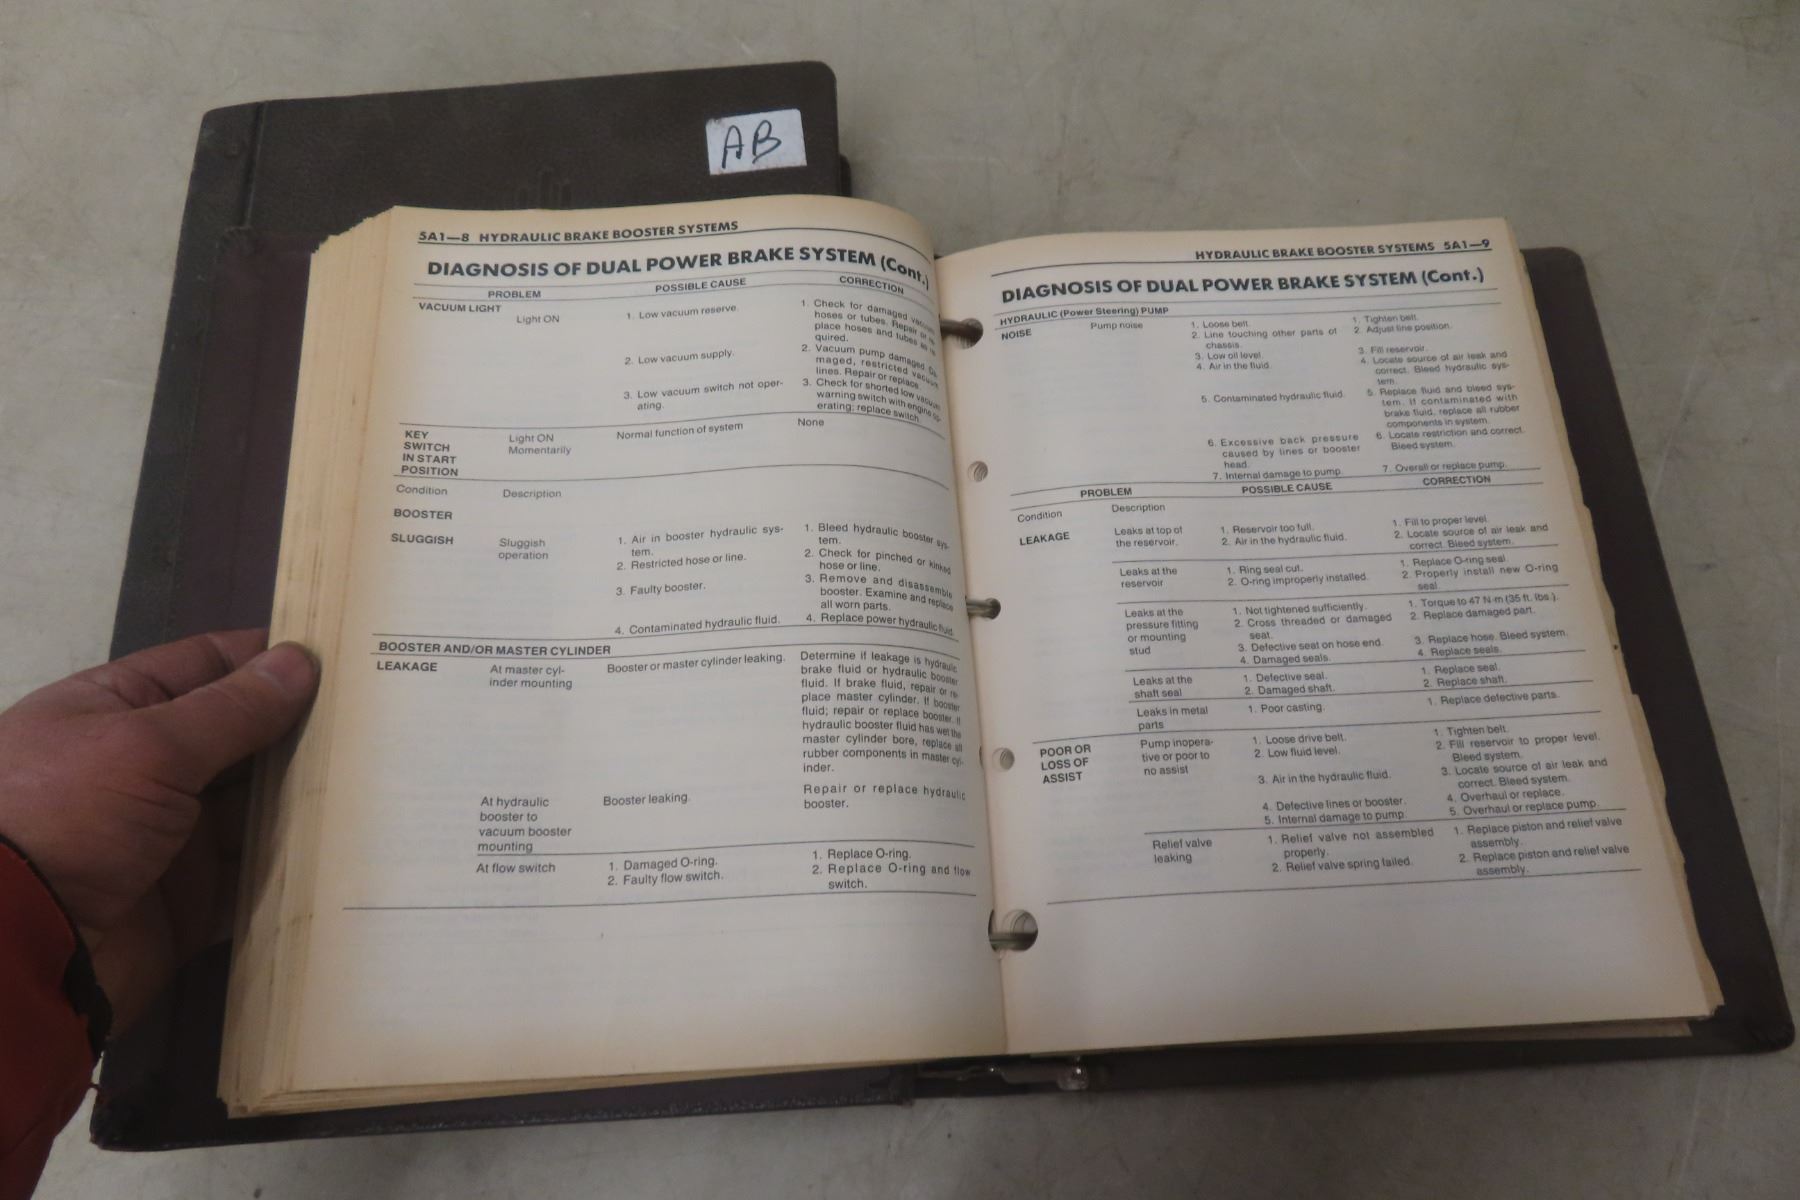 AB
5A1—8 HYDRAULIC BRAKE BOOSTER SYSTEMS
DIAGNOSIS OF DUAL POWER BRAKE SYSTEM (Cont.)
PROBLEM POSSIBLE CAUSE CORRECTION
VACUUM LIGHT
Light ON
1. Low vacuum reserve.
1. Check for damaged vacuum
hoses or tubes. Repair or re-
place hoses and tubes as re-
quired.
2. Low vacuum supply.
2. Vacuum pump damaged. Da-
maged, restricted vacuum
lines. Repair or replace.
3. Low vacuum switch not oper-
ating.
3. Check for shorted low vacuum
warning switch with engine op-
erating; replace switch.
KEY
SWITCH
IN START
POSITION
Light ON
Momentarily
Normal function of system
None
Condition Description
BOOSTER
SLUGGISH
Sluggish
operation
1. Air in booster hydraulic sys-
tem.
2. Restricted hose or line.
3. Faulty booster.
4. Contaminated hydraulic fluid.
1. Bleed hydraulic booster sys-
tem.
2. Check for pinched or kinked
hose or line.
3. Remove and disassemble
booster. Examine and replace
all worn parts.
4. Replace power hydraulic fluid.
BOOSTER AND/OR MASTER CYLINDER
LEAKAGE
At master cyl-
inder mounting
Booster or master cylinder leaking.
Determine if leakage is hydraulic
brake fluid or hydraulic booster
fluid. If brake fluid, repair or re-
place master cylinder. If booster
fluid; repair or replace booster. If
hydraulic booster fluid has wet the
master cylinder bore, replace all
rubber components in master cyl-
inder.
At hydraulic
booster to
vacuum booster
mounting
Booster leaking.
Repair or replace hydraulic
booster.
At flow switch
1. Damaged O-ring.
2. Faulty flow switch.
1. Replace O-ring.
2. Replace O-ring and flow
switch.
HYDRAULIC BRAKE BOOSTER SYSTEMS 5A1—9
DIAGNOSIS OF DUAL POWER BRAKE SYSTEM (Cont.)
HYDRAULIC (Power Steering) PUMP
NOISE
Pump noise
1. Loose belt.
2. Line touching other parts of
chassis.
3. Low oil level.
4. Air in the fluid.
5. Contaminated hydraulic fluid.
6. Excessive back pressure
caused by lines or booster
head.
7. Internal damage to pump
1. Tighten belt.
2. Adjust line position.
3. Fill reservoir.
4. Locate source of air leak and
correct. Bleed hydraulic sys-
tem.
5. Replace fluid and bleed sys-
tem. If contaminated with
brake fluid, replace all rubber
components in system.
6. Locate restriction and correct.
Bleed system.
7. Overall or replace pump.
PROBLEM POSSIBLE CAUSE CORRECTION
Condition Description
LEAKAGE
Leaks at top of
the reservoir.
1. Reservoir too full.
2. Air in the hydraulic fluid.
1. Fill to proper level.
2. Locate source of air leak and
correct. Bleed system.
Leaks at the
reservoir
1. Ring seal cut.
2. O-ring improperly installed.
1. Replace O-ring seal.
2. Properly install new O-ring
seal.
Leaks at the
pressure fitting
or mounting
stud
1. Not tightened sufficiently.
2. Cross threaded or damaged
seat.
3. Defective seat on hose end.
4. Damaged seals.
1. Torque to 47 N·m (35 ft. lbs.).
2. Replace damaged part.
3. Replace hose. Bleed system.
4. Replace seals.
Leaks at the
shaft seal
1. Defective seal.
2. Damaged shaft.
1. Replace seal.
2. Replace shaft.
Leaks in metal
parts
1. Poor casting.
1. Replace defective parts.
POOR OR
LOSS OF
ASSIST
Pump inopera-
tive or poor to
no assist
1. Loose drive belt.
2. Low fluid level.
3. Air in the hydraulic fluid.
4. Defective lines or booster.
5. Internal damage to pump.
1. Tighten belt.
2. Fill reservoir to proper level.
Bleed system.
3. Locate source of air leak and
correct. Bleed system.
4. Overhaul or replace.
5. Overhaul or replace pump.
Relief valve
leaking
1. Relief valve not assembled
properly.
2. Relief valve spring failed.
1. Replace piston and relief valve
assembly.
2. Replace piston and relief valve
assembly.